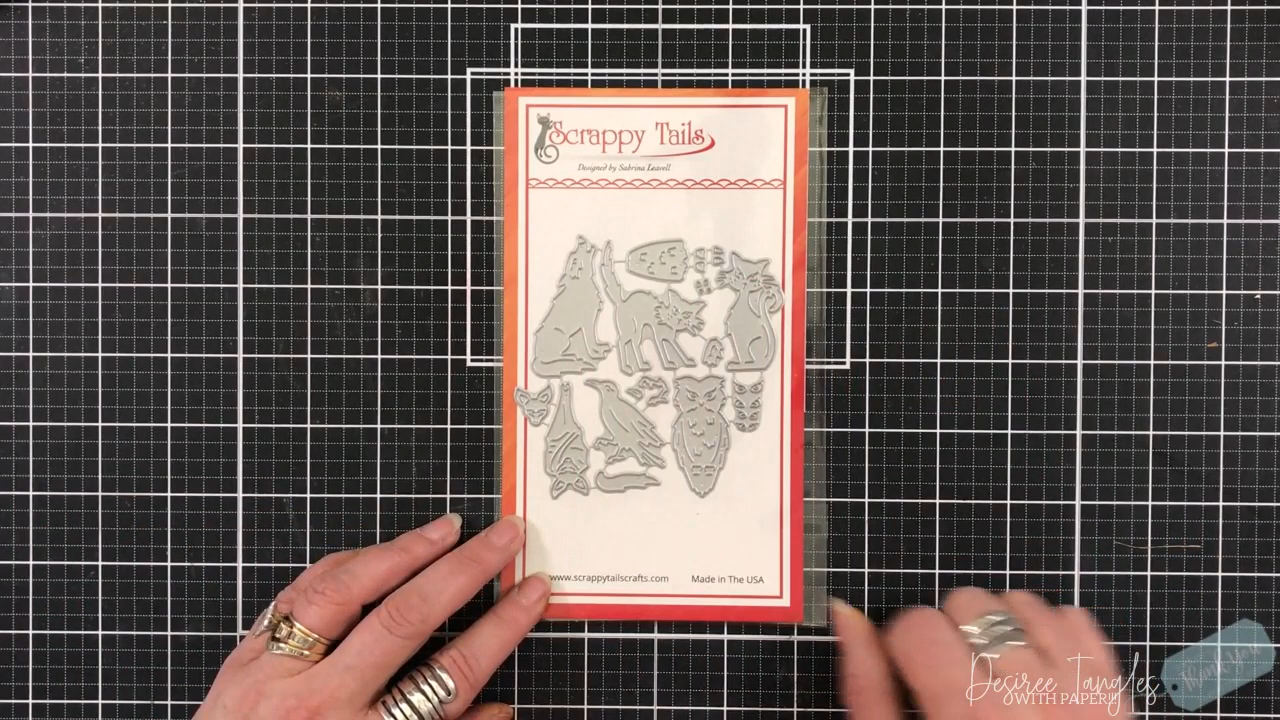 Scrappy Tails
Designed by Sabrina Leavell
www.scrappytailscrafts.com Made in The USA
Desiree Tangles
WITH PAPER!!